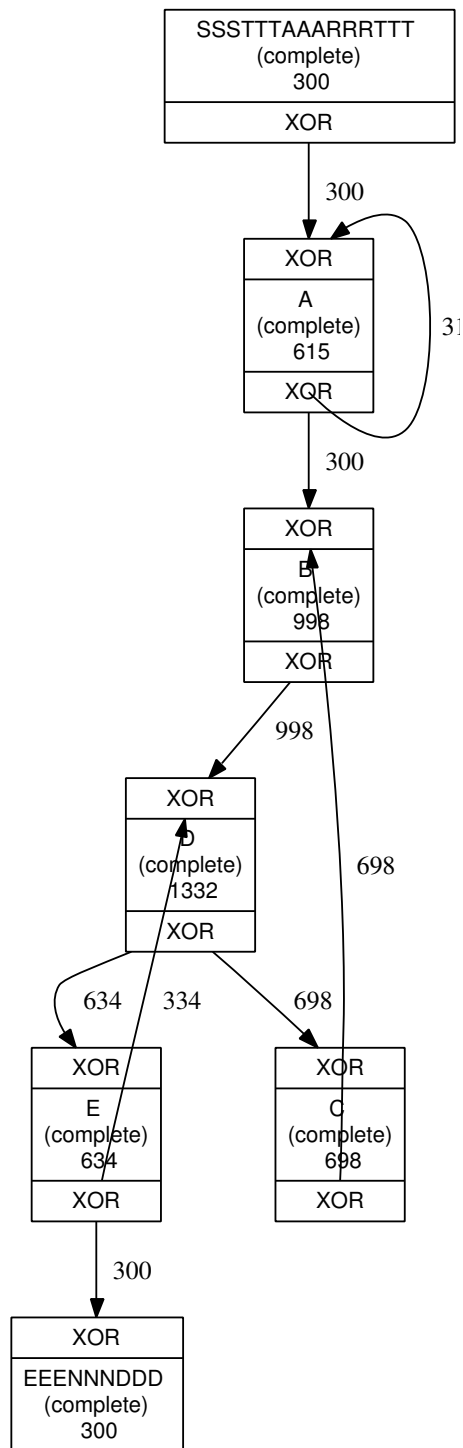 SSSTTTAAARRRTTT
(complete)
300
XOR
300
XOR
A
(complete)
615
XOR
31
300
XOR
B
(complete)
998
XOR
998
XOR
D
(complete)
1332
XOR
698
634
334
698
XOR
E
(complete)
634
XOR
XOR
C
(complete)
698
XOR
300
XOR
EEENNNDDD
(complete)
300